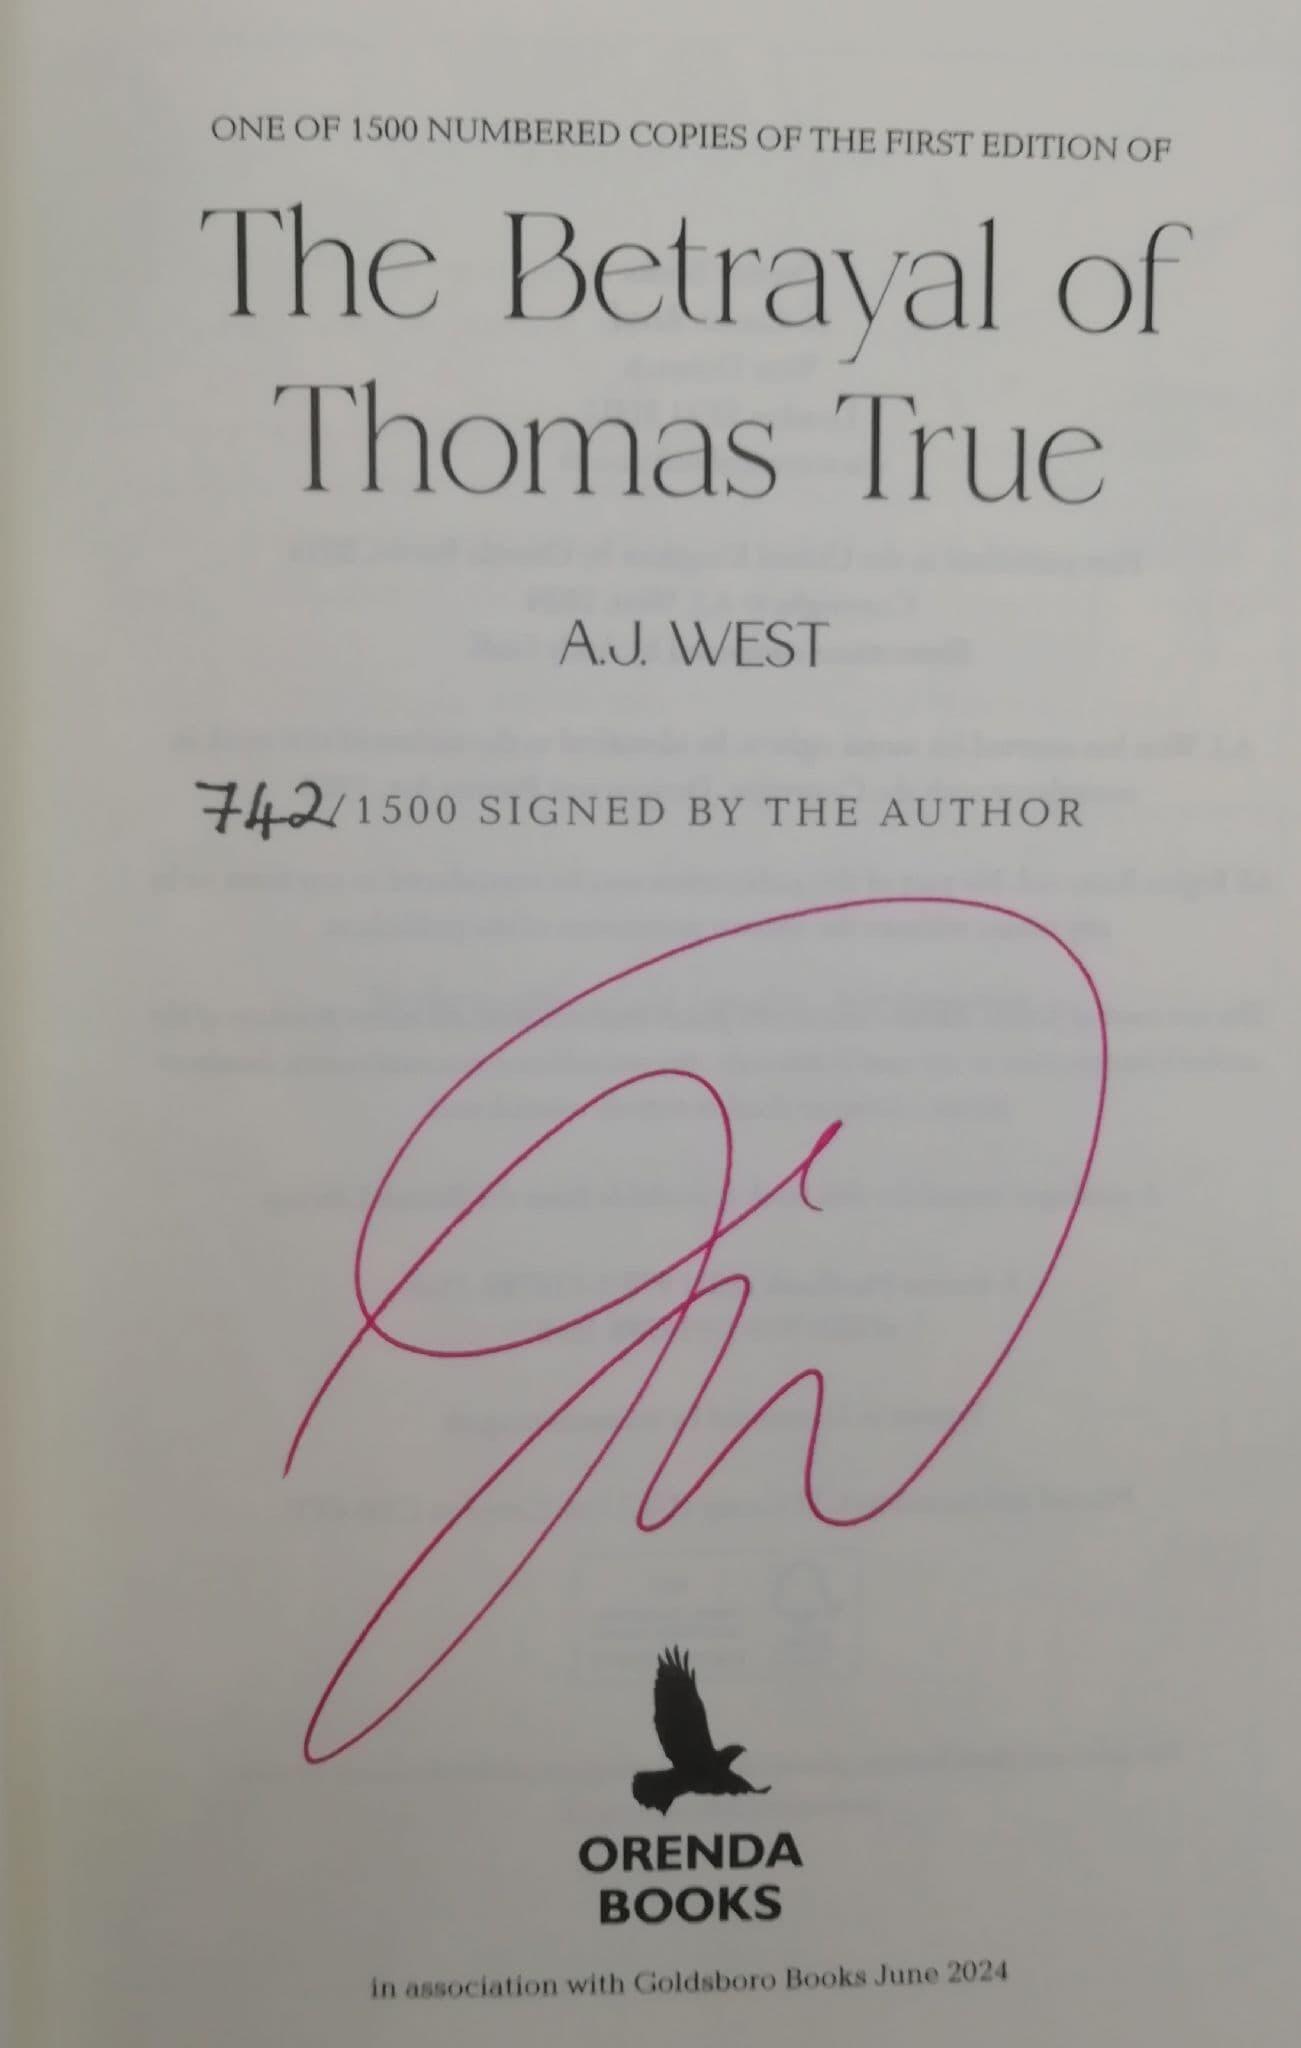 ONE OF 1500 NUMBERED COPIES OF THE FIRST EDITION OF
The Betrayal of
Thomas True
A.J. WEST
742/1500 SIGNED BY THE AUTHOR
ORENDA
BOOKS
in association with Goldsboro Books June 2024